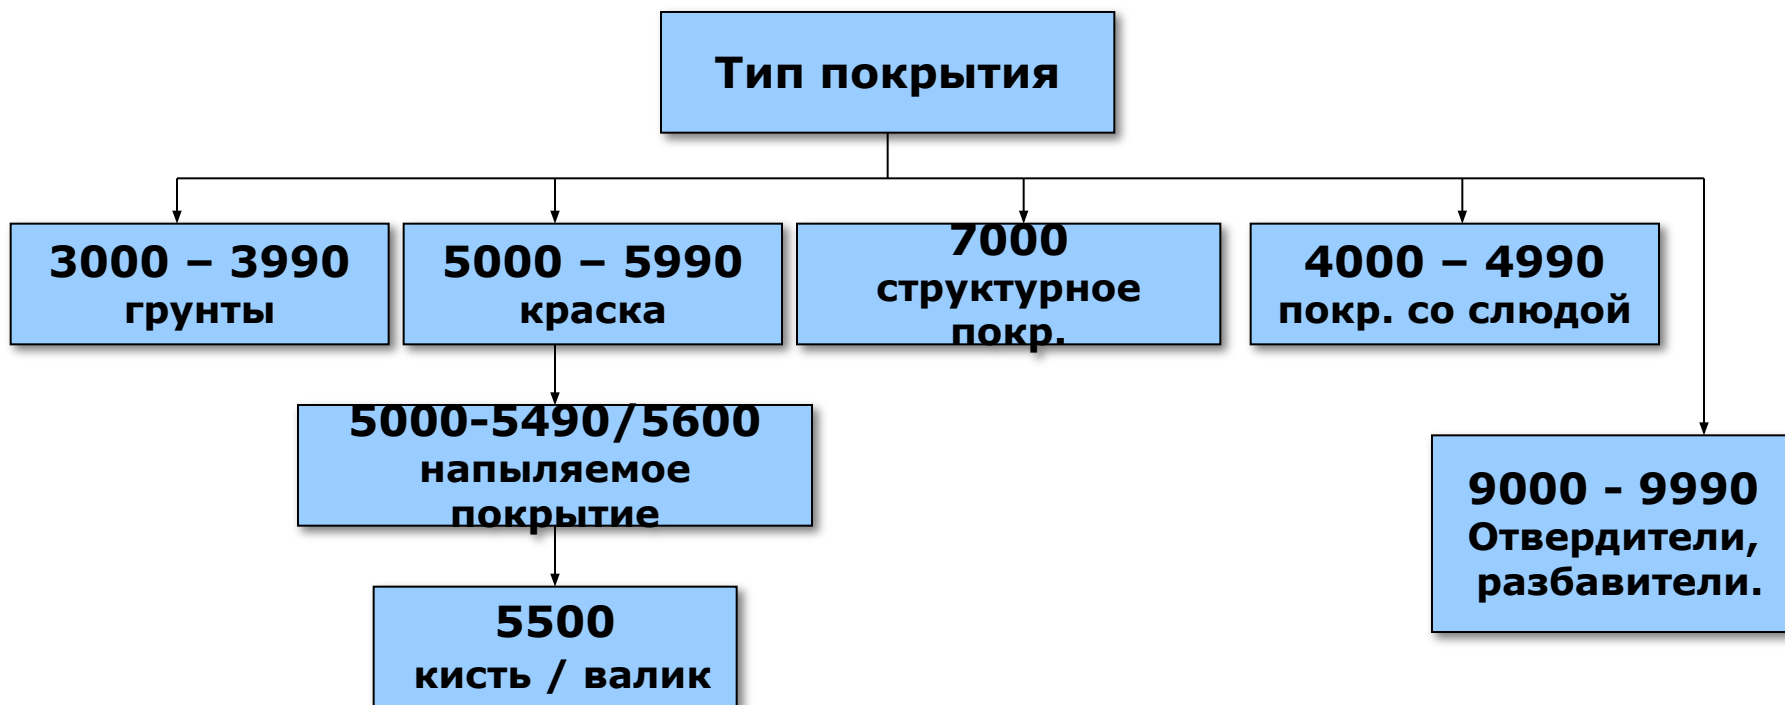 Тип покрытия
3000 – 3990
грунты
5000 – 5990
краска
7000
структурное
покр.
4000 – 4990
покр. со слюдой
5000-5490/5600
напыляемое
покрытие
9000 - 9990
Отвердители,
разбавители.
5500
кисть / валик